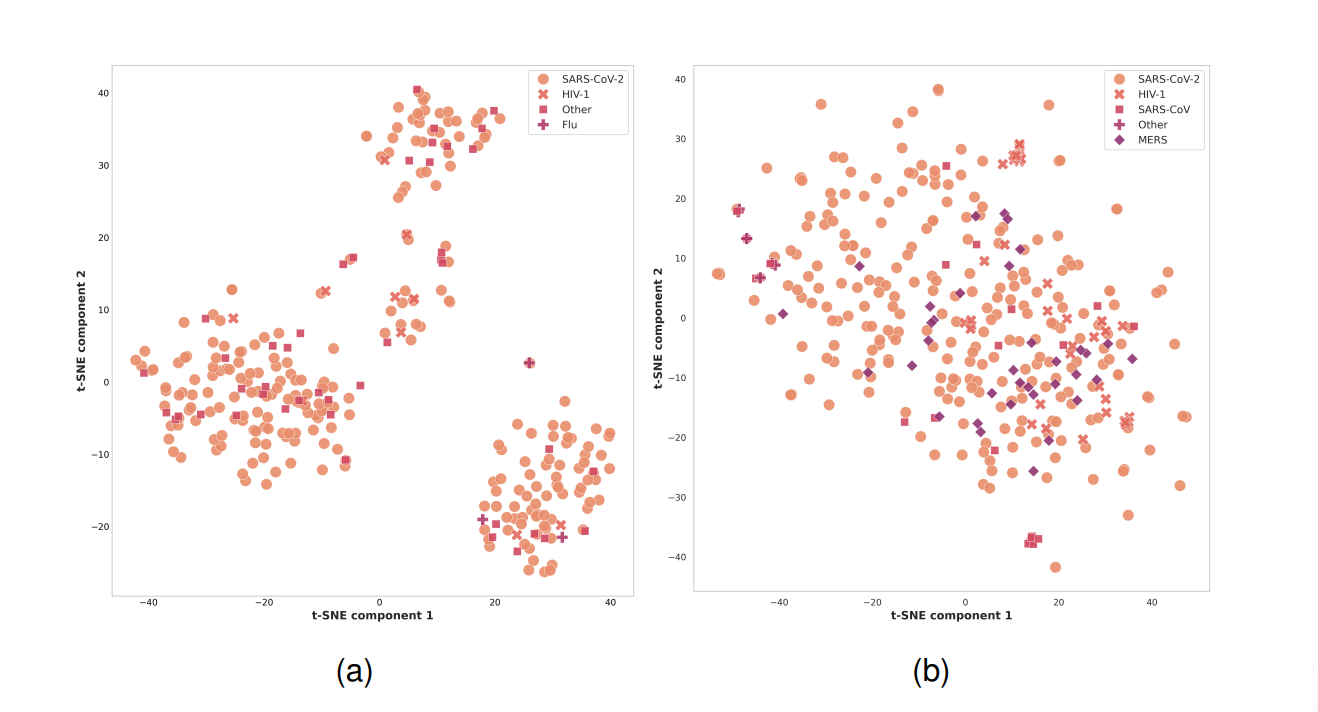 40
30
20
10
0
−10
−20
−40
−20
0
20
40
t-SNE component 2
t-SNE component 1
SARS-CoV-2
HIV-1
Other
Flu
(a)
40
30
20
10
0
−10
−20
−30
−40
−40
−20
0
20
40
t-SNE component 2
t-SNE component 1
SARS-CoV-2
HIV-1
SARS-CoV
Other
MERS
(b)